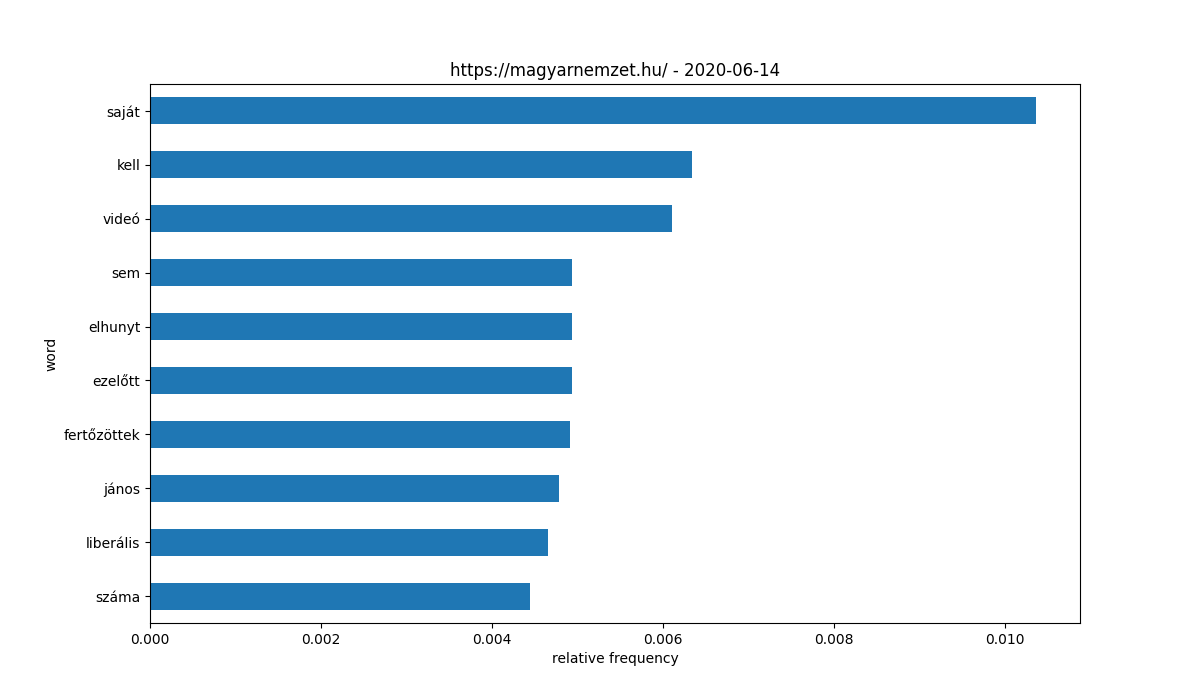 https://magyarnemzet.hu/ - 2020-06-14
saját
kell
videó
sem
elhunyt
ezelőtt
fertőzöttek
jános
liberális
száma
word
0.000 0.002 0.004 0.006 0.008 0.010
relative frequency